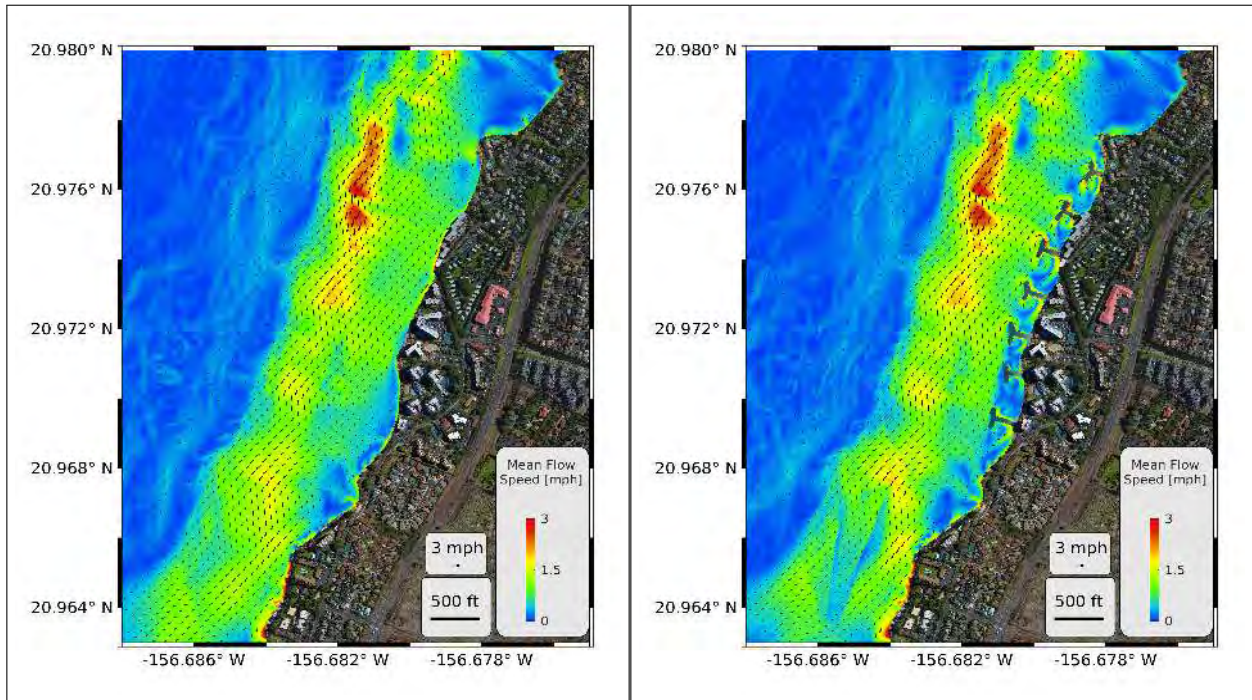 20.980° N
20.976° N
20.972° N
20.968° N
20.964° N
-156.686° W
-156.682° W
-156.678° W
Mean Flow
Speed [mph]
3
1.5
0
3 mph
500 ft
20.980° N
20.976° N
20.972° N
20.968° N
20.964° N
-156.686° W
-156.682° W
-156.678° W
Mean Flow
Speed [mph]
3
1.5
0
3 mph
500 ft